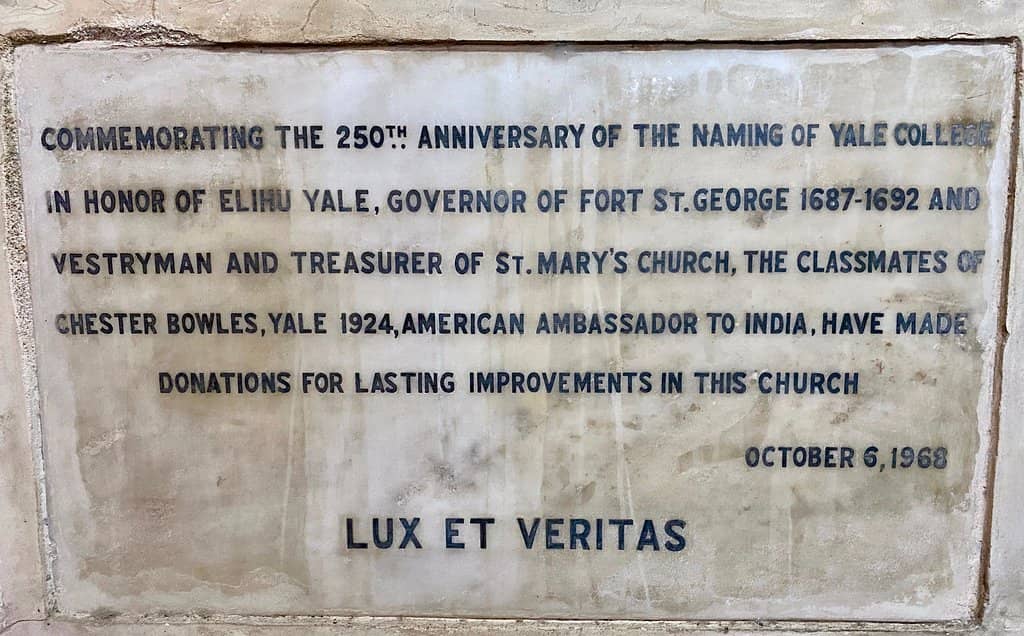 COMMEMORATING THE 250TH. ANNIVERSARY OF THE NAMING OF YALE COLLEGE
IN HONOR OF ELIHU YALE, GOVERNOR OF FORT ST. GEORGE 1687-1692 AND
VESTRYMAN AND TREASURER OF ST. MARY'S CHURCH, THE CLASSMATES OF
CHESTER BOWLES, YALE 1924, AMERICAN AMBASSADOR TO INDIA, HAVE MADE
DONATIONS FOR LASTING IMPROVEMENTS IN THIS CHURCH
OCTOBER 6, 1968
LUX ET VERITAS